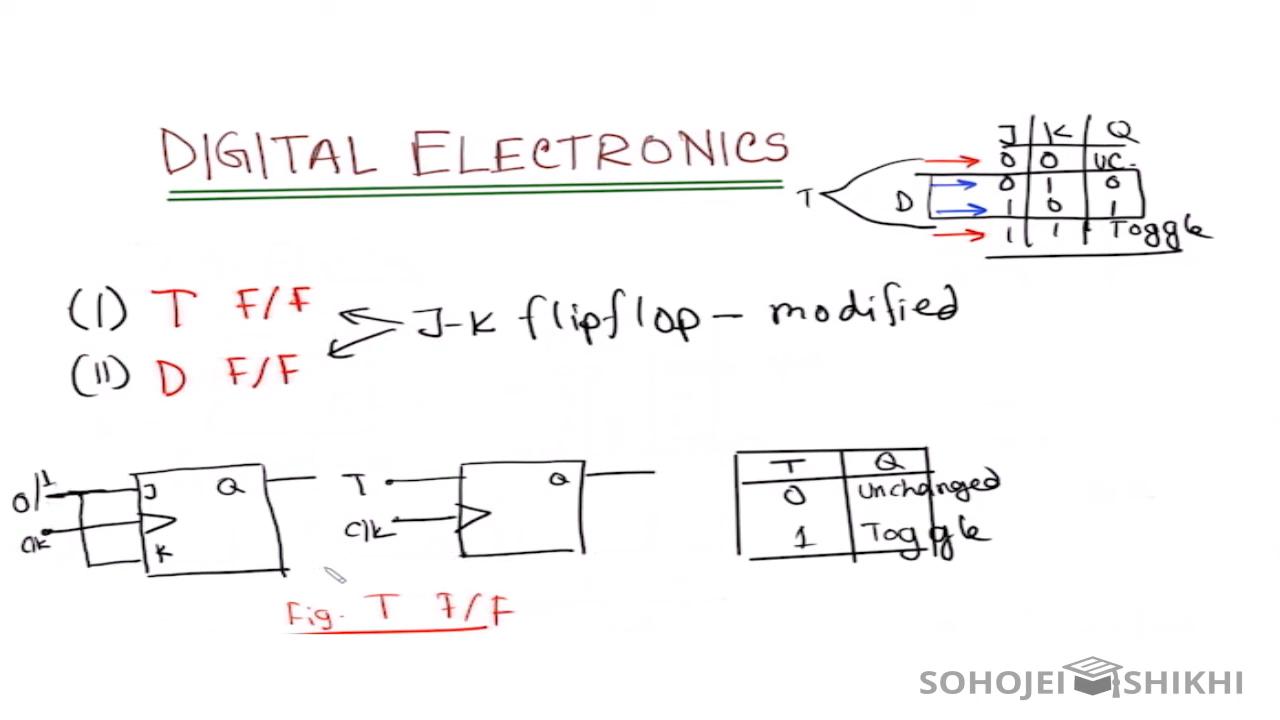 DIGITAL ELECTRONICS
J K Q
0 0 UC.
T D 0 1 0
1 0 1
1 1 Toggle
(I) T F/F
J-K flipflop - modified
(II) D F/F
0/1 J Q
Clk
K
T Q
Clk
T Q
0 Unchanged
1 Toggle
Fig. T F/F
SOHOJEI SHIKHI